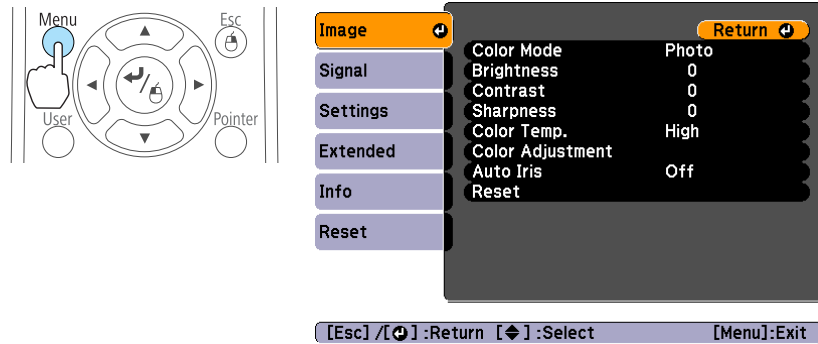 Menu
Esc
User
Pointer
Image
Signal
Settings
Extended
Info
Reset
Return
Color Mode Photo
Brightness 0
Contrast 0
Sharpness 0
Color Temp. High
Color Adjustment
Auto Iris Off
Reset
[Esc] /[ ] :Return [ ] :Select [Menu]:Exit